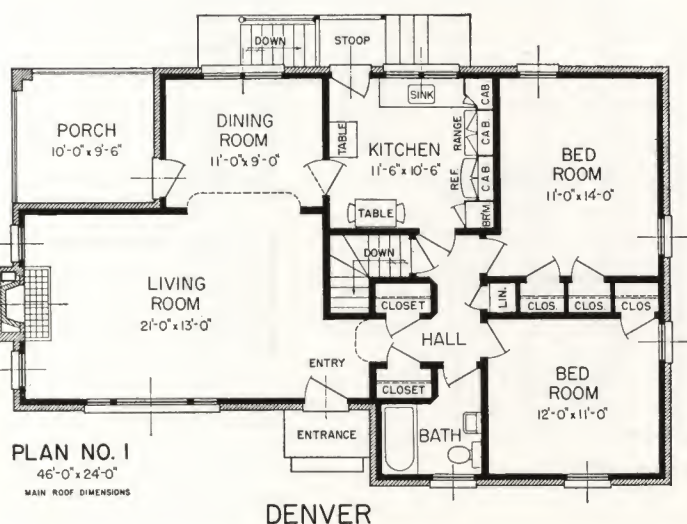 DOWN
STOOP
SINK
CAB
PORCH
10'-0" x 9'-6"
DINING
ROOM
11'-0" x 9'-0"
TABLE
KITCHEN
11'-6" x 10'-6"
RANGE
CAB.
REF.
CAB
BRM.
TABLE
BED
ROOM
11'-0" x 14'-0"
DOWN
LIVING
ROOM
21'-0" x 13'-0"
CLOSET
LIN.
CLOS.
CLOS.
CLOS
HALL
ENTRY
CLOSET
BED
ROOM
12'-0" x 11'-0"
ENTRANCE
BATH
PLAN NO. 1
46'-0" x 24'-0"
MAIN ROOF DIMENSIONS
DENVER